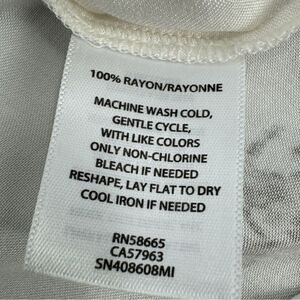 100% RAYON/RAYONNE
MACHINE WASH COLD,
GENTLE CYCLE,
WITH LIKE COLORS
ONLY NON-CHLORINE
BLEACH IF NEEDED
RESHAPE, LAY FLAT TO DRY
COOL IRON IF NEEDED
RN58665
CA57963
SN408608MI